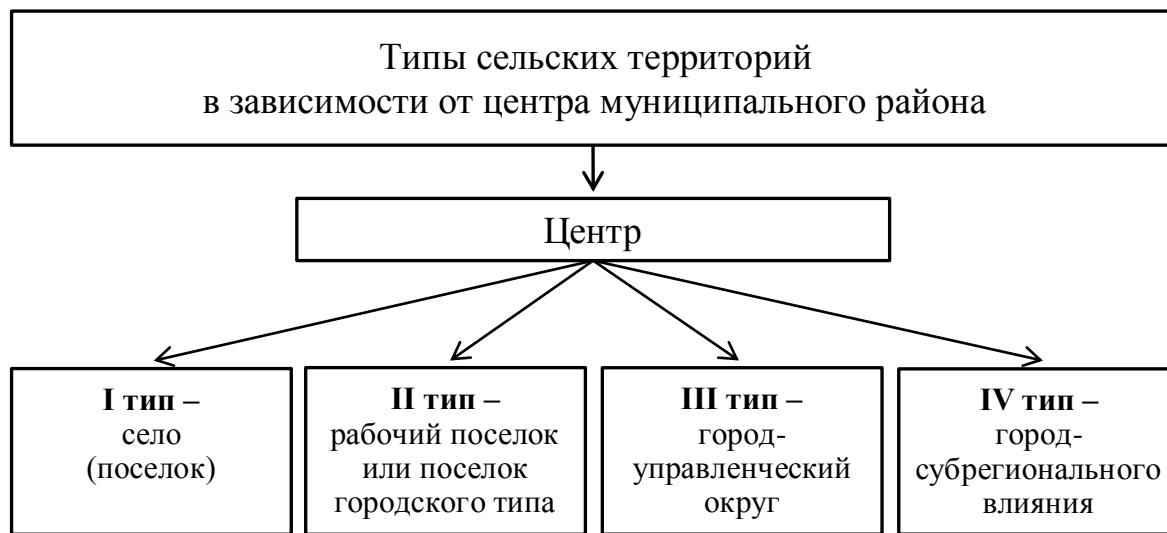 Типы сельских территорий
в зависимости от центра муниципального района
Центр
I тип –
село
(поселок)
II тип –
рабочий поселок
или поселок
городского типа
III тип –
город-
управленческий
округ
IV тип –
город-
субрегионального
влияния